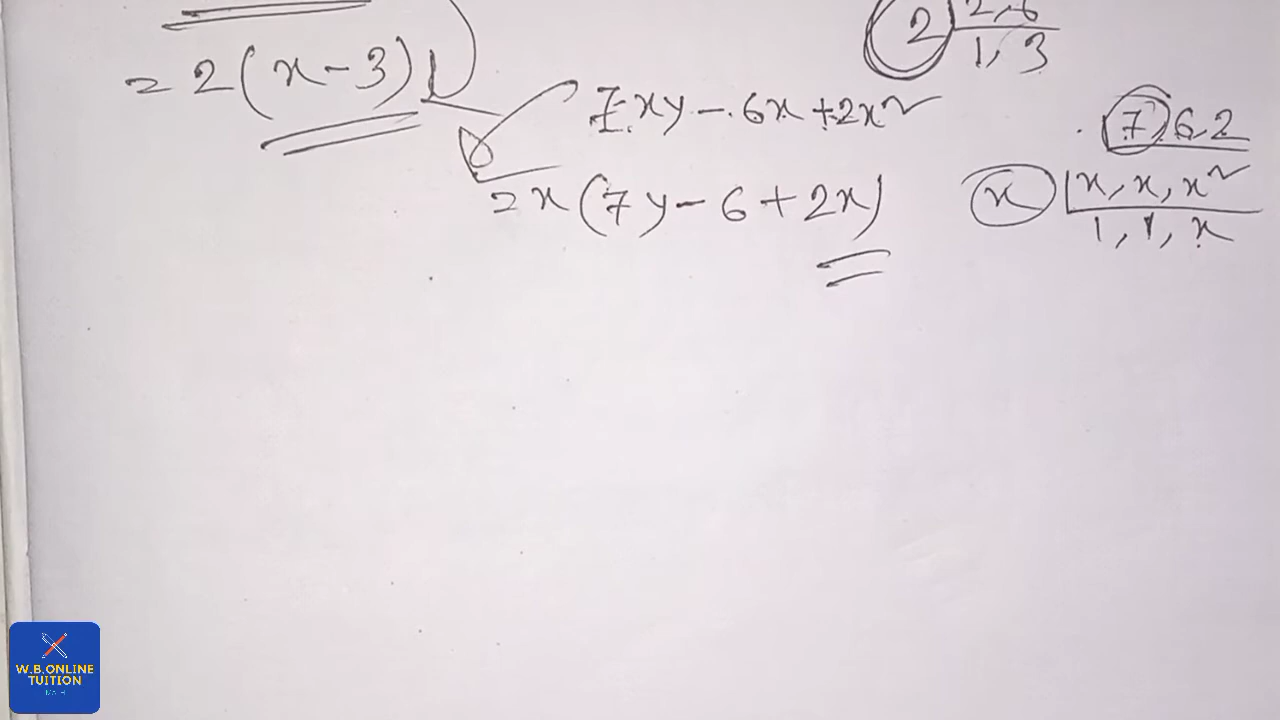 = 2(x-3)
2 2,6
1, 3
7xy - 6x + 2x²
7 6 2
= x(7y - 6 + 2x)
x x, x, x²
1, 1, x
W.B.ONLINE
TUITION
MATH